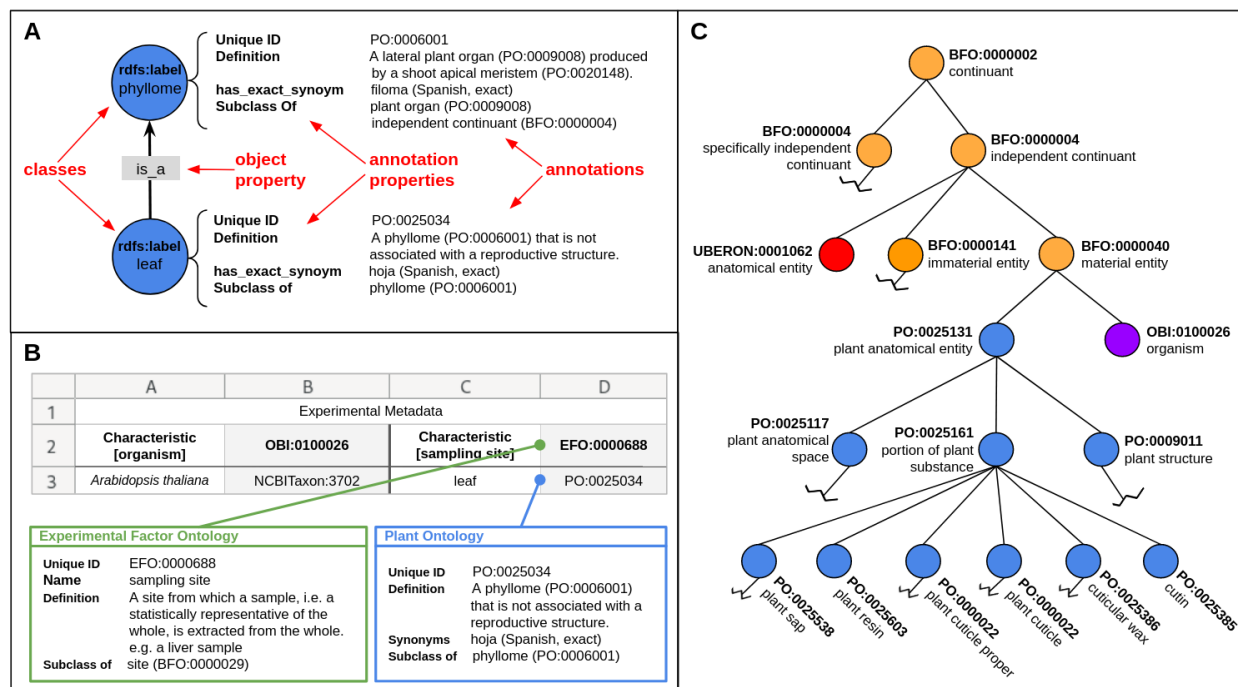 A
rdfs:label
phyllome
Unique ID PO:0006001
Definition A lateral plant organ (PO:0009008) produced
by a shoot apical meristem (PO:0020148).
has_exact_synoym filoma (Spanish, exact)
Subclass Of plant organ (PO:0009008)
independent continuant (BFO:0000004)
classes
is_a
object
property
annotation
properties
annotations
rdfs:label
leaf
Unique ID PO:0025034
Definition A phyllome (PO:0006001) that is not
associated with a reproductive structure.
has_exact_synoym hoja (Spanish, exact)
Subclass of phyllome (PO:0006001)
B
A B C D
1 Experimental Metadata
2 Characteristic
[organism] OBI:0100026 Characteristic
[sampling site] EFO:0000688
3 Arabidopsis thaliana NCBITaxon:3702 leaf PO:0025034
Experimental Factor Ontology
Unique ID EFO:0000688
Name sampling site
Definition A site from which a sample, i.e. a
statistically representative of the
whole, is extracted from the whole.
e.g. a liver sample
Subclass of site (BFO:0000029)
Plant Ontology
Unique ID PO:0025034
Definition A phyllome (PO:0006001)
that is not associated with a
reproductive structure.
Synonyms hoja (Spanish, exact)
Subclass of phyllome (PO:0006001)
C
BFO:0000002
continuant
BFO:0000004
specifically independent
continuant
BFO:0000004
independent continuant
UBERON:0001062
anatomical entity
BFO:0000141
immaterial entity
BFO:0000040
material entity
PO:0025131
plant anatomical entity
OBI:0100026
organism
PO:0025117
plant anatomical
space
PO:0025161
portion of plant
substance
PO:0009011
plant structure
PO:0025538
plant sap
PO:0025603
plant resin
PO:0000022
plant cuticle proper
PO:0000022
plant cuticle
PO:0025386
cuticular wax
PO:0025385
cutin